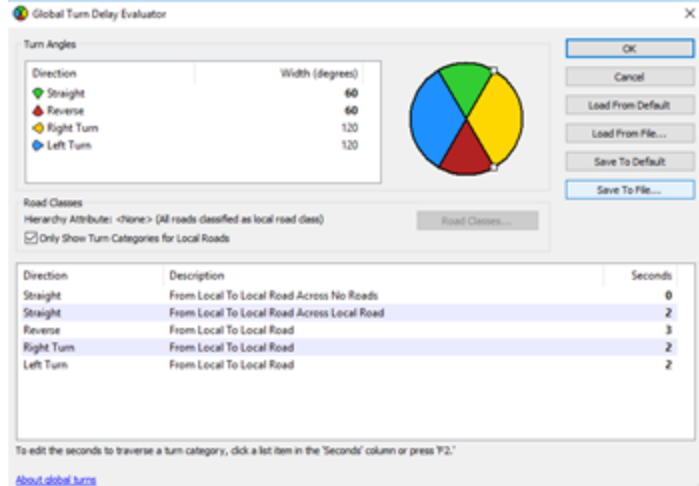 Global Turn Delay Evaluator
Turn Angles
Direction Width (degrees)
Straight 60
Reverse 60
Right Turn 120
Left Turn 120
OK
Cancel
Load From Default
Load From File...
Save To Default
Save To File...
Road Classes
Hierarchy Attribute: <None> (All roads classified as local road class)
Only Show Turn Categories for Local Roads
Road Classes...
Direction Description Seconds
Straight From Local To Local Road Across No Roads 0
Straight From Local To Local Road Across Local Road 2
Reverse From Local To Local Road 3
Right Turn From Local To Local Road 2
Left Turn From Local To Local Road 2
To edit the seconds to traverse a turn category, click a list item in the 'Seconds' column or press 'F2.'
About global turns